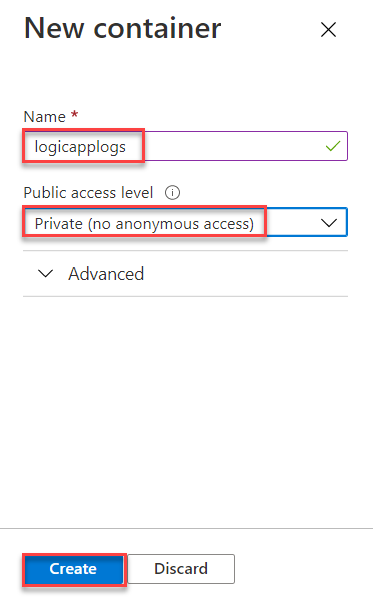 New container
Name *
logicapplogs
Public access level
Private (no anonymous access)
Advanced
Create Discard